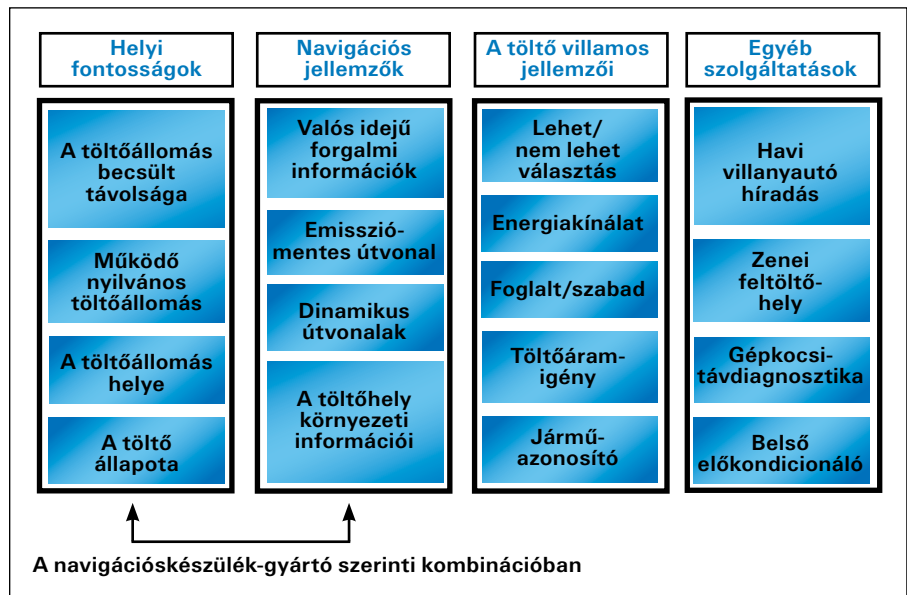 Helyi
fontosságok
A töltőállomás
becsült
távolsága
Működő
nyilvános
töltőállomás
A töltőállomás
helye
A töltő
állapota
Navigációs
jellemzők
Valós idejű
forgalmi
információk
Emisszió-
mentes útvonal
Dinamikus
útvonalak
A töltőhely
környezeti
információi
A töltő villamos
jellemzői
Lehet/
nem lehet
választás
Energiakínálat
Foglalt/szabad
Töltőáram-
igény
Jármű-
azonosító
Egyéb
szolgáltatások
Havi
villanyautó
híradás
Zenei
feltöltő-
hely
Gépkocsi-
távdiagnosztika
Belső
előkondicionáló
A navigációskészülék-gyártó szerinti kombinációban